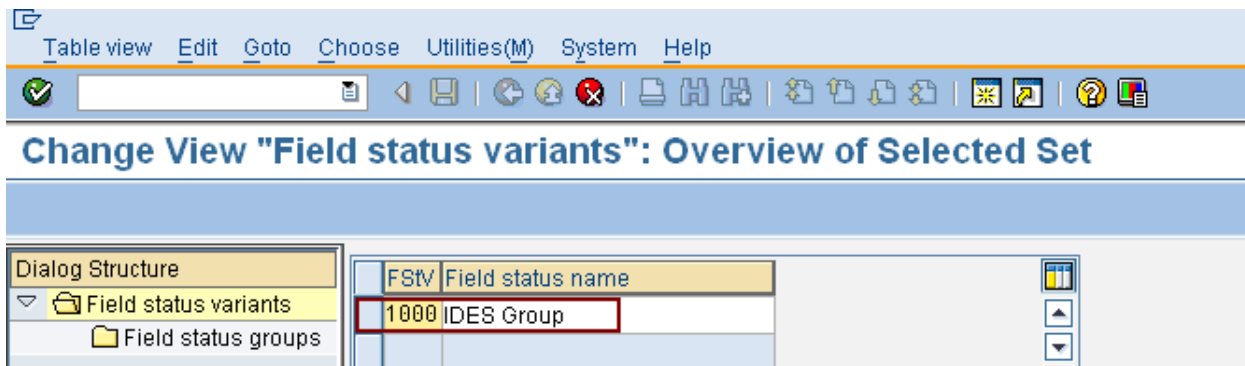 Table view Edit Goto Choose Utilities(M) System Help
Change View "Field status variants": Overview of Selected Set
Dialog Structure
Field status variants
Field status groups
FStV Field status name
1000 IDES Group